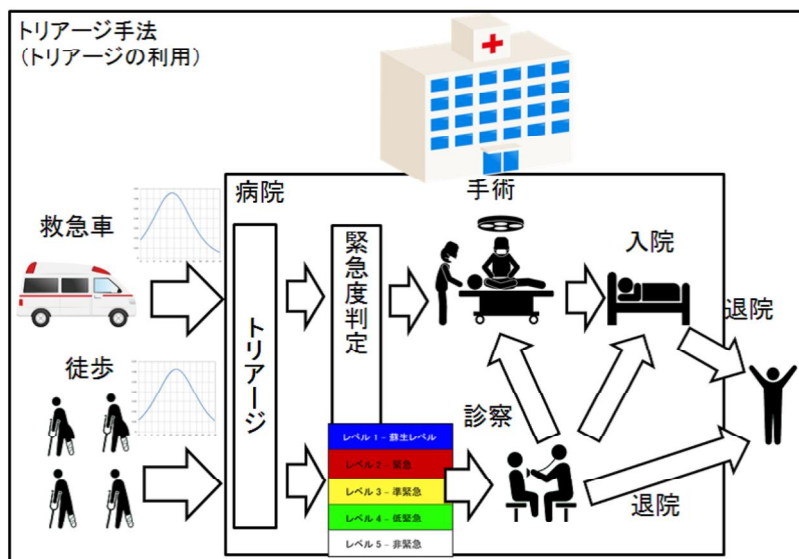 トリアージ手法
（トリアージの利用）
病院
手術
救急車
入院
緊急度判定
トリアージ
退院
徒歩
診察
レベル 1 – 蘇生レベル
レベル 2 – 緊急
レベル 3 – 準緊急
レベル 4 – 低緊急
レベル 5 – 非緊急
退院